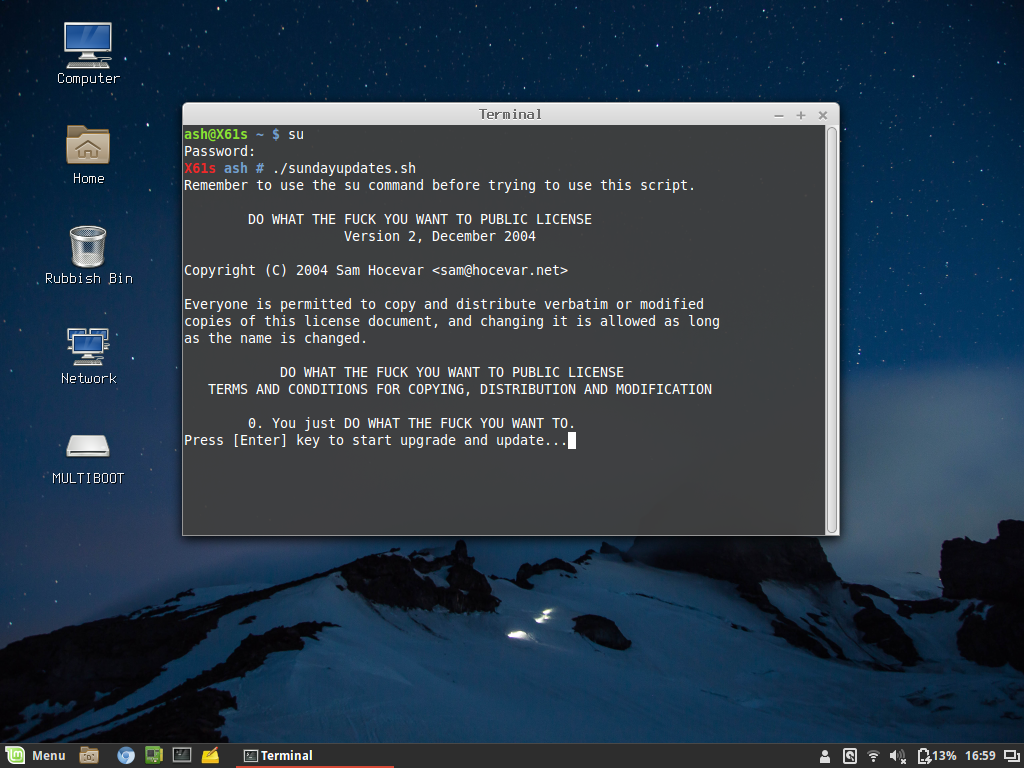 Computer
Home
Rubbish Bin
Network
MULTIBOOT
Terminal
ash@X61s ~ $ su
Password:
X61s ash # ./sundayupdates.sh
Remember to use the su command before trying to use this script.
DO WHAT THE FUCK YOU WANT TO PUBLIC LICENSE
Version 2, December 2004
Copyright (C) 2004 Sam Hocevar <sam@hocevar.net>
Everyone is permitted to copy and distribute verbatim or modified
copies of this license document, and changing it is allowed as long
as the name is changed.
DO WHAT THE FUCK YOU WANT TO PUBLIC LICENSE
TERMS AND CONDITIONS FOR COPYING, DISTRIBUTION AND MODIFICATION
0. You just DO WHAT THE FUCK YOU WANT TO.
Press [Enter] key to start upgrade and update...
Menu
Terminal
13%
16:59